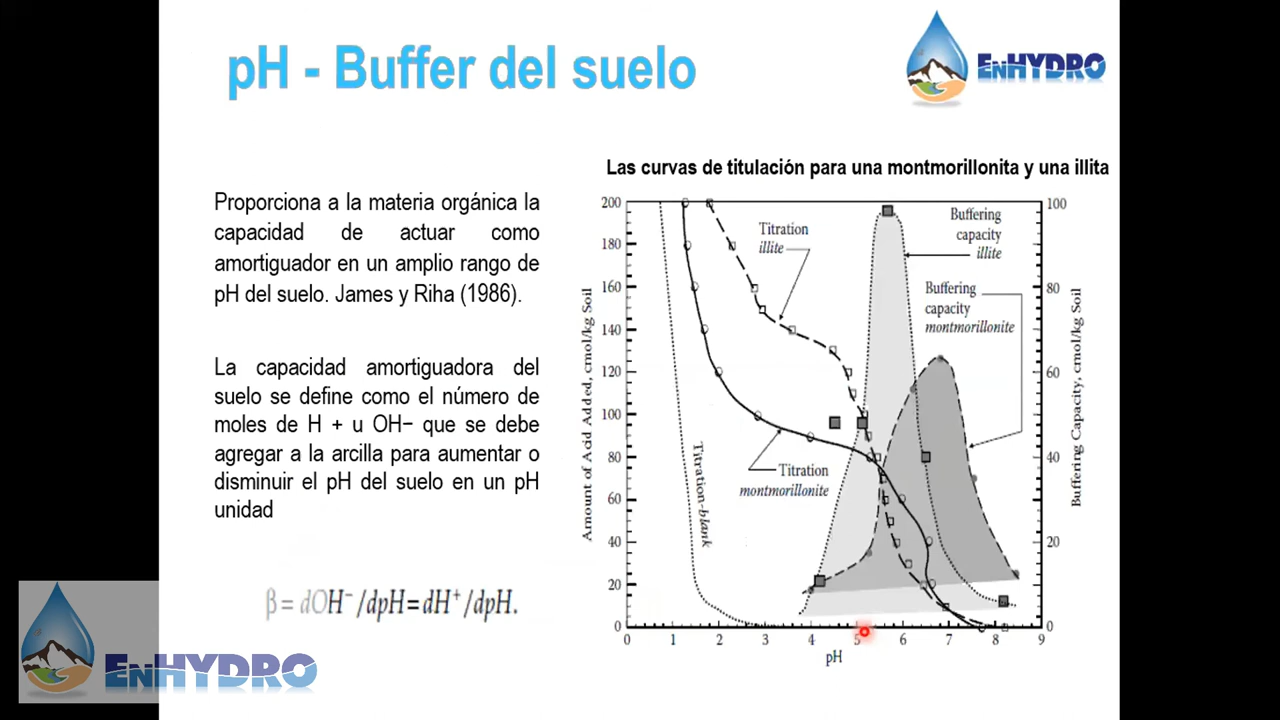 pH - Buffer del suelo
EnHYDRO
Las curvas de titulación para una montmorillonita y una illita
Proporciona a la materia orgánica la
capacidad de actuar como
amortiguador en un amplio rango de
pH del suelo. James y Riha (1986).
La capacidad amortiguadora del
suelo se define como el número de
moles de H + u OH− que se debe
agregar a la arcilla para aumentar o
disminuir el pH del suelo en un pH
unidad
β = dOH⁻/dpH=dH⁺/dpH.
Amount of Acid Added, cmol/kg Soil
200
180
160
140
120
100
80
60
40
20
0
Titration
illite
Buffering
capacity
illite
Buffering
capacity
montmorillonite
Titration
montmorillonite
Titration-blank
100
80
60
40
20
0
Buffering Capacity, cmol/kg Soil
0 1 2 3 4 5 6 7 8 9
pH
EnHYDRO